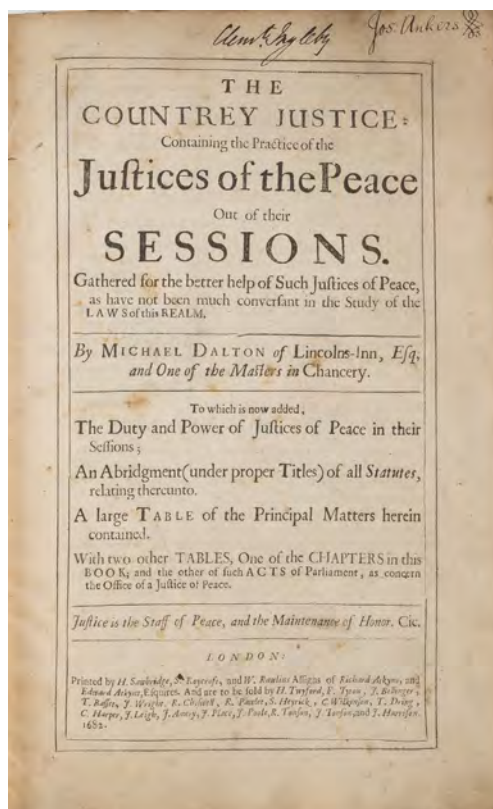 Clemt. Ingleby
Jos: Ankers
THE
COUNTREY JUSTICE:
Containing the Practice of the
Juſtices of the Peace
Out of their
SESSIONS.
Gathered for the better help of Such Juſtices of Peace,
as have not been much converſant in the Study of the
LAWS of this REALM.
By MICHAEL DALTON of Lincolns-Inn, Eſq;
and One of the Maſters in Chancery.
To which is now added,
The Duty and Power of Juſtices of Peace in their
Seſſions;
An Abridgment (under proper Titles) of all Statutes,
relating thereunto.
A large TABLE of the Principal Matters herein
contained.
With two other TABLES, One of the CHAPTERS in this
BOOK; and the other of ſuch ACTS of Parliament, as concern
the Office of a Juſtice of Peace.
Juſtice is the Staff of Peace, and the Maintenance of Honor. Cic.
LONDON:
Printed by H. Sawbridge, S. Roycroft, and W. Rawlins Aſſigns of Richard Atkyns, and
Edward Atkyns, Eſquires. And are to be ſold by H. Twyford, F. Tyton, J. Bellinger,
T. Baſſet, J. Wright, R. Chiſwell, R. Pawlet, S. Heyrick, C. Wilkinſon, T. Dring,
C. Harper, J. Leigh, J. Amery, J. Place, J. Poole, R. Tonſon, J. Tonſon, and J.
1682.